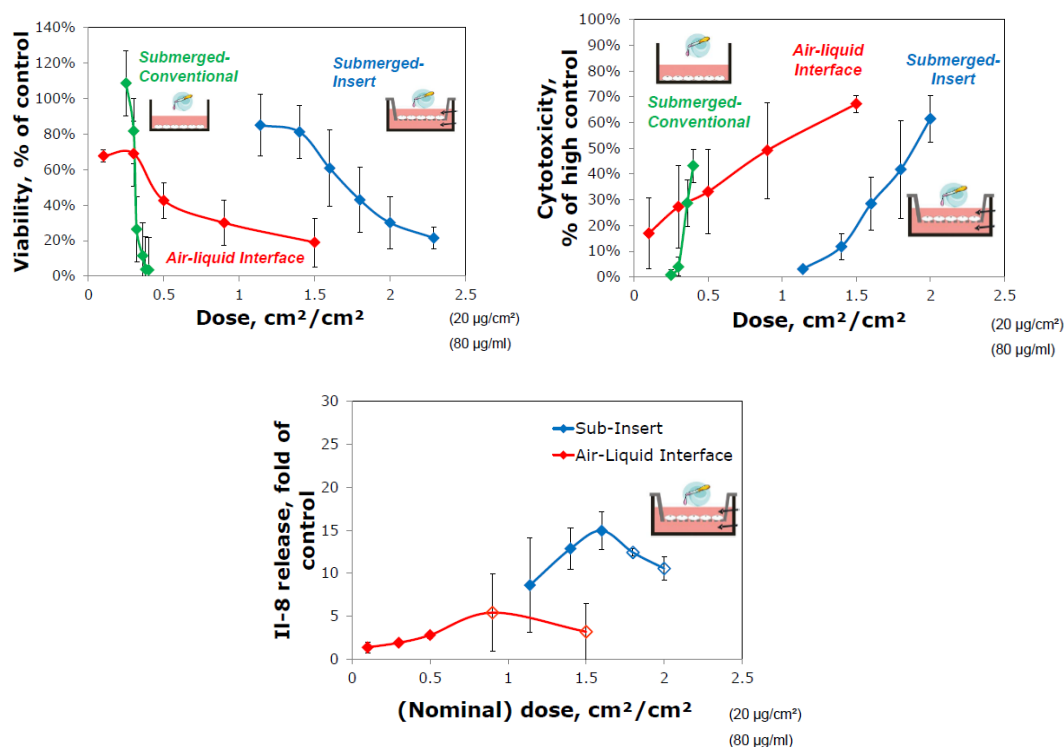 Viability, % of control
140%
120%
100%
80%
60%
40%
20%
0%
Submerged-
Conventional
Submerged-
Insert
Air-liquid Interface
0
0.5
1
1.5
2
2.5
Dose, cm²/cm²
(20 µg/cm²)
(80 µg/ml)
Cytotoxicity,
% of high control
100%
90%
80%
70%
60%
50%
40%
30%
20%
10%
0%
Air-liquid
Interface
Submerged-
Insert
Submerged-
Conventional
0
0.5
1
1.5
2
2.5
Dose, cm²/cm²
(20 µg/cm²)
(80 µg/ml)
Il-8 release, fold of
control
30
25
20
15
10
5
0
Sub-Insert
Air-Liquid Interface
0
0.5
1
1.5
2
2.5
(Nominal) dose, cm²/cm²
(20 µg/cm²)
(80 µg/ml)